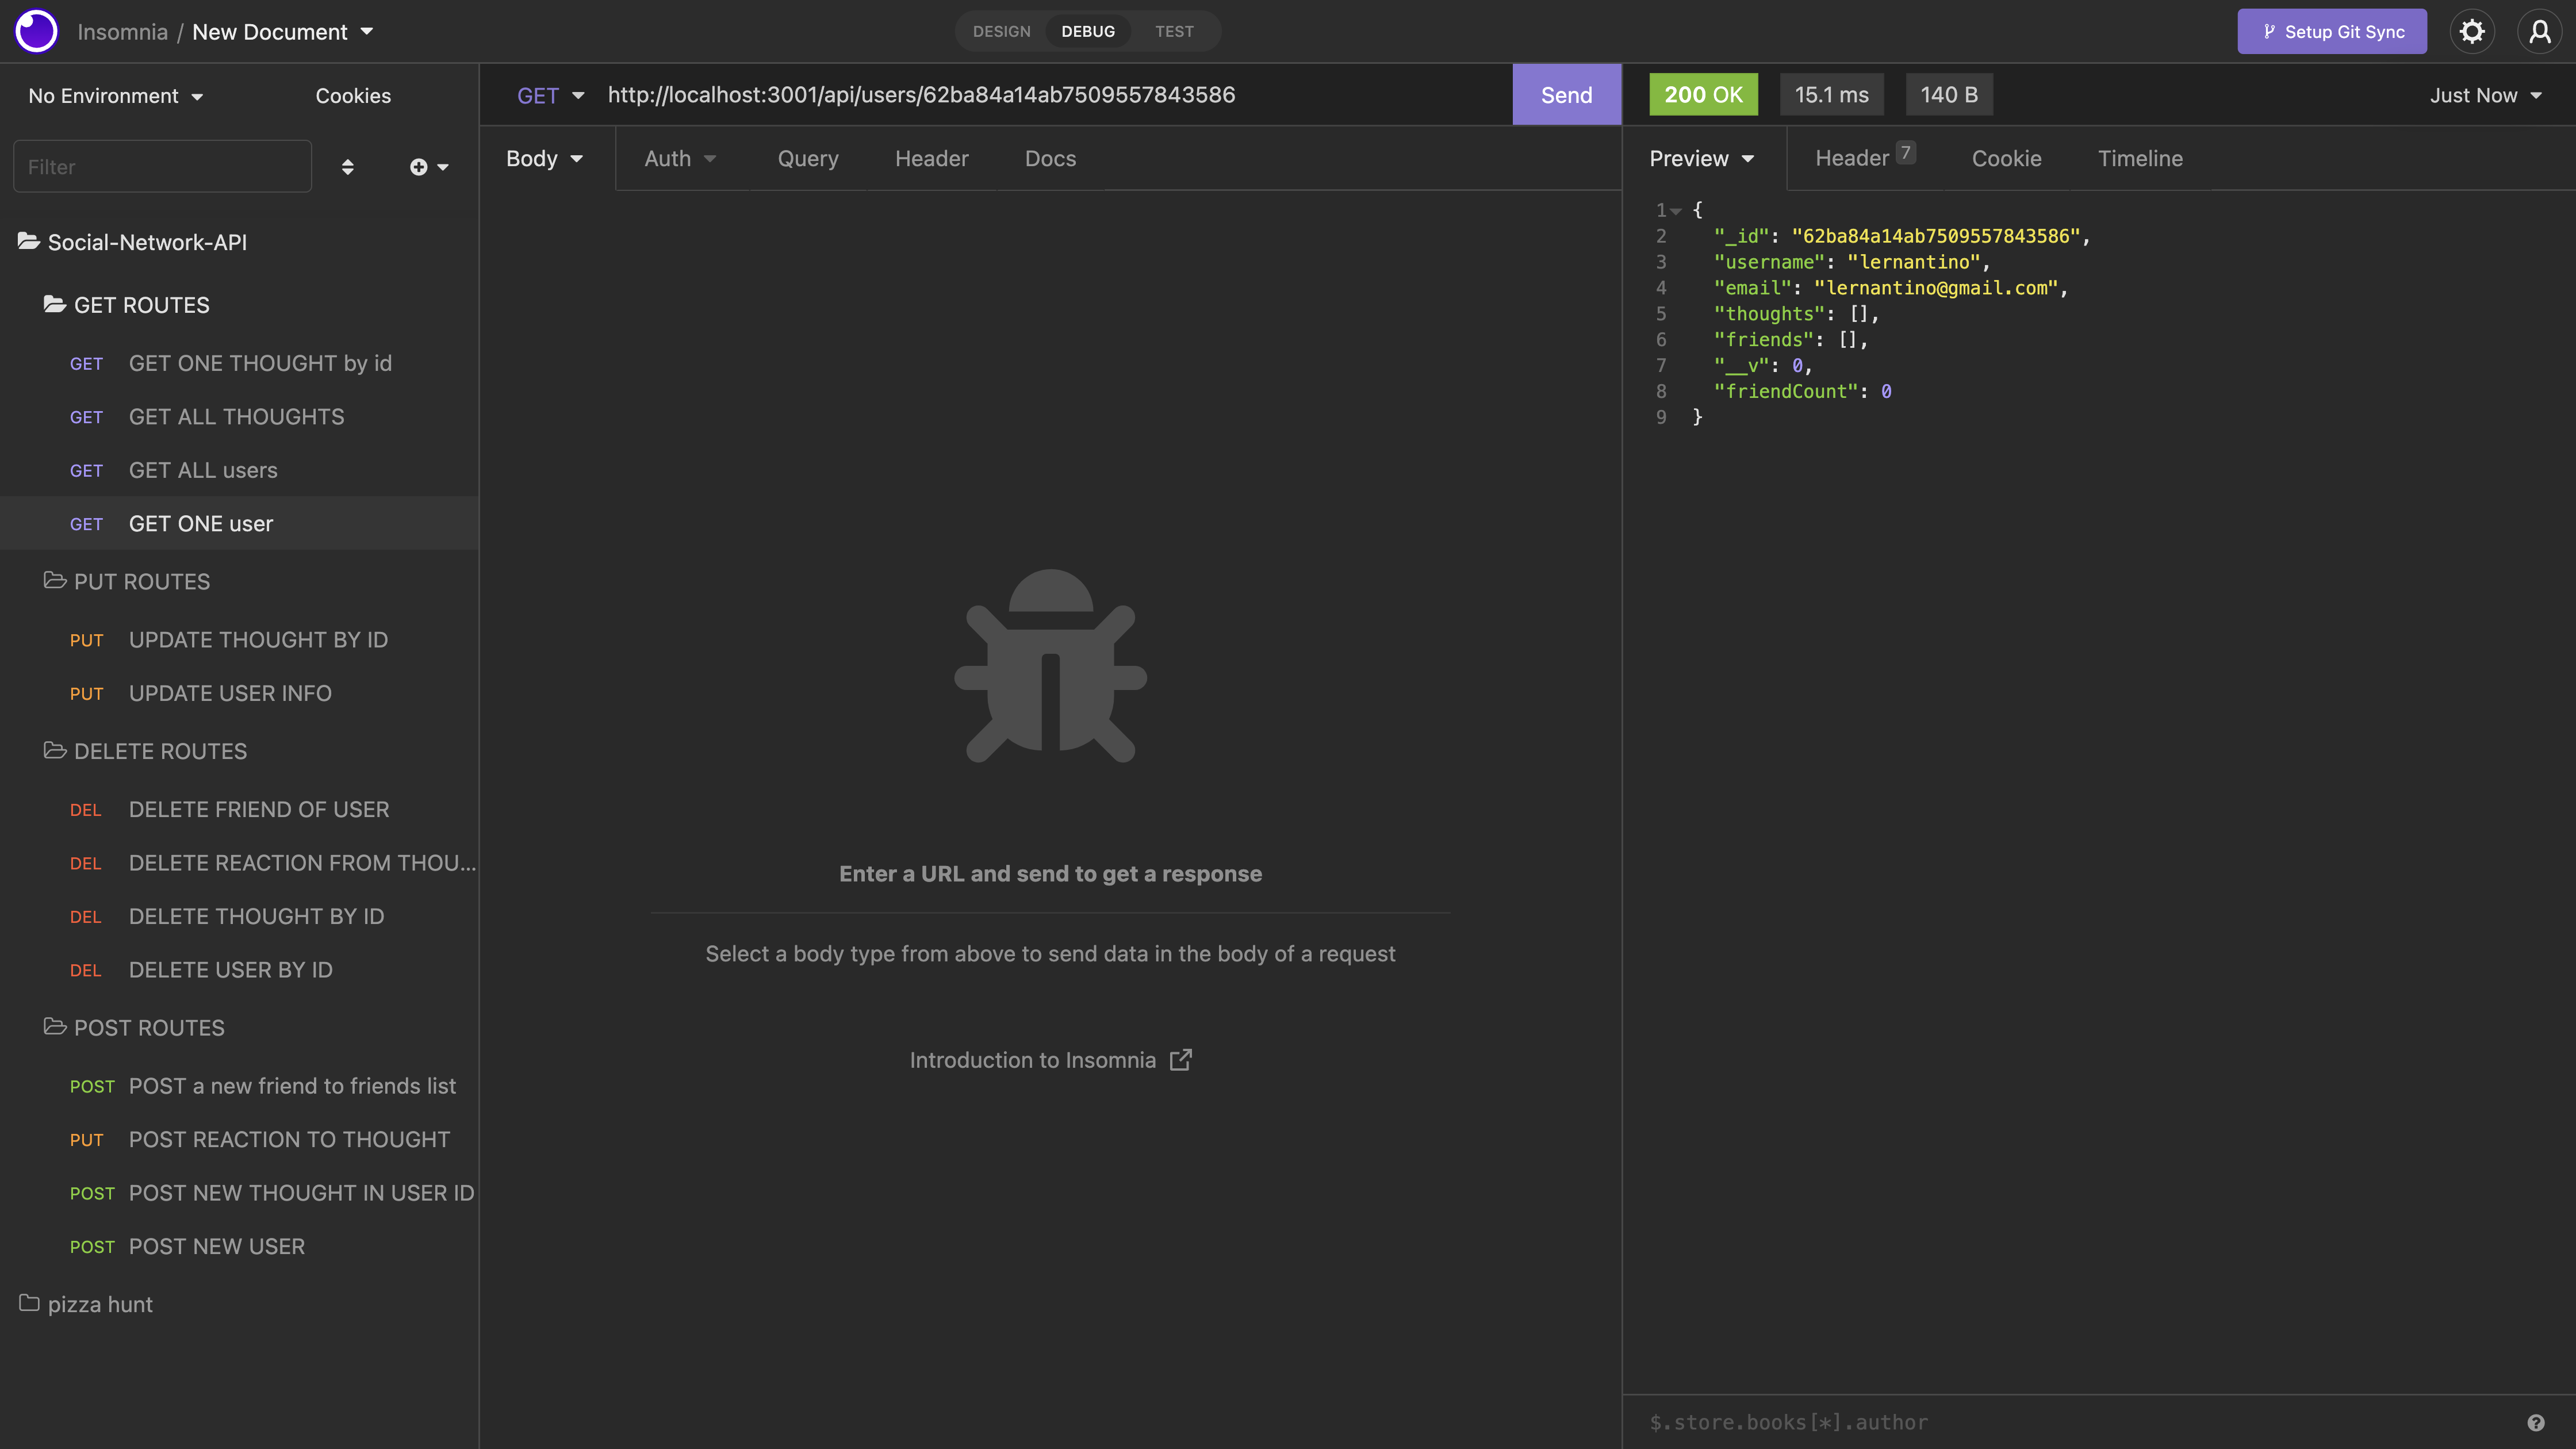 Insomnia / New Document
DESIGN DEBUG TEST
Setup Git Sync
No Environment Cookies
Filter
Social-Network-API
GET ROUTES
GET GET ONE THOUGHT by id
GET GET ALL THOUGHTS
GET GET ALL users
GET GET ONE user
PUT ROUTES
PUT UPDATE THOUGHT BY ID
PUT UPDATE USER INFO
DELETE ROUTES
DEL DELETE FRIEND OF USER
DEL DELETE REACTION FROM THOU...
DEL DELETE THOUGHT BY ID
DEL DELETE USER BY ID
POST ROUTES
POST POST a new friend to friends list
PUT POST REACTION TO THOUGHT
POST POST NEW THOUGHT IN USER ID
POST POST NEW USER
pizza hunt
GET http://localhost:3001/api/users/62ba84a14ab7509557843586 Send
Body Auth Query Header Docs
Enter a URL and send to get a response
Select a body type from above to send data in the body of a request
Introduction to Insomnia
200 OK 15.1 ms 140 B Just Now
Preview Header 7 Cookie Timeline
1 {
2 "_id": "62ba84a14ab7509557843586",
3 "username": "lernantino",
4 "email": "lernantino@gmail.com",
5 "thoughts": [],
6 "friends": [],
7 "__v": 0,
8 "friendCount": 0
9 }
$.store.books[*].author